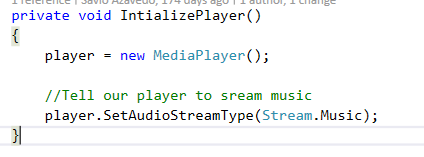 1 reference | Savio Azavedo, 174 days ago | 1 author, 1 change
private void IntializePlayer()
{
player = new MediaPlayer();
//Tell our player to sream music
player.SetAudioStreamType(Stream.Music);
}